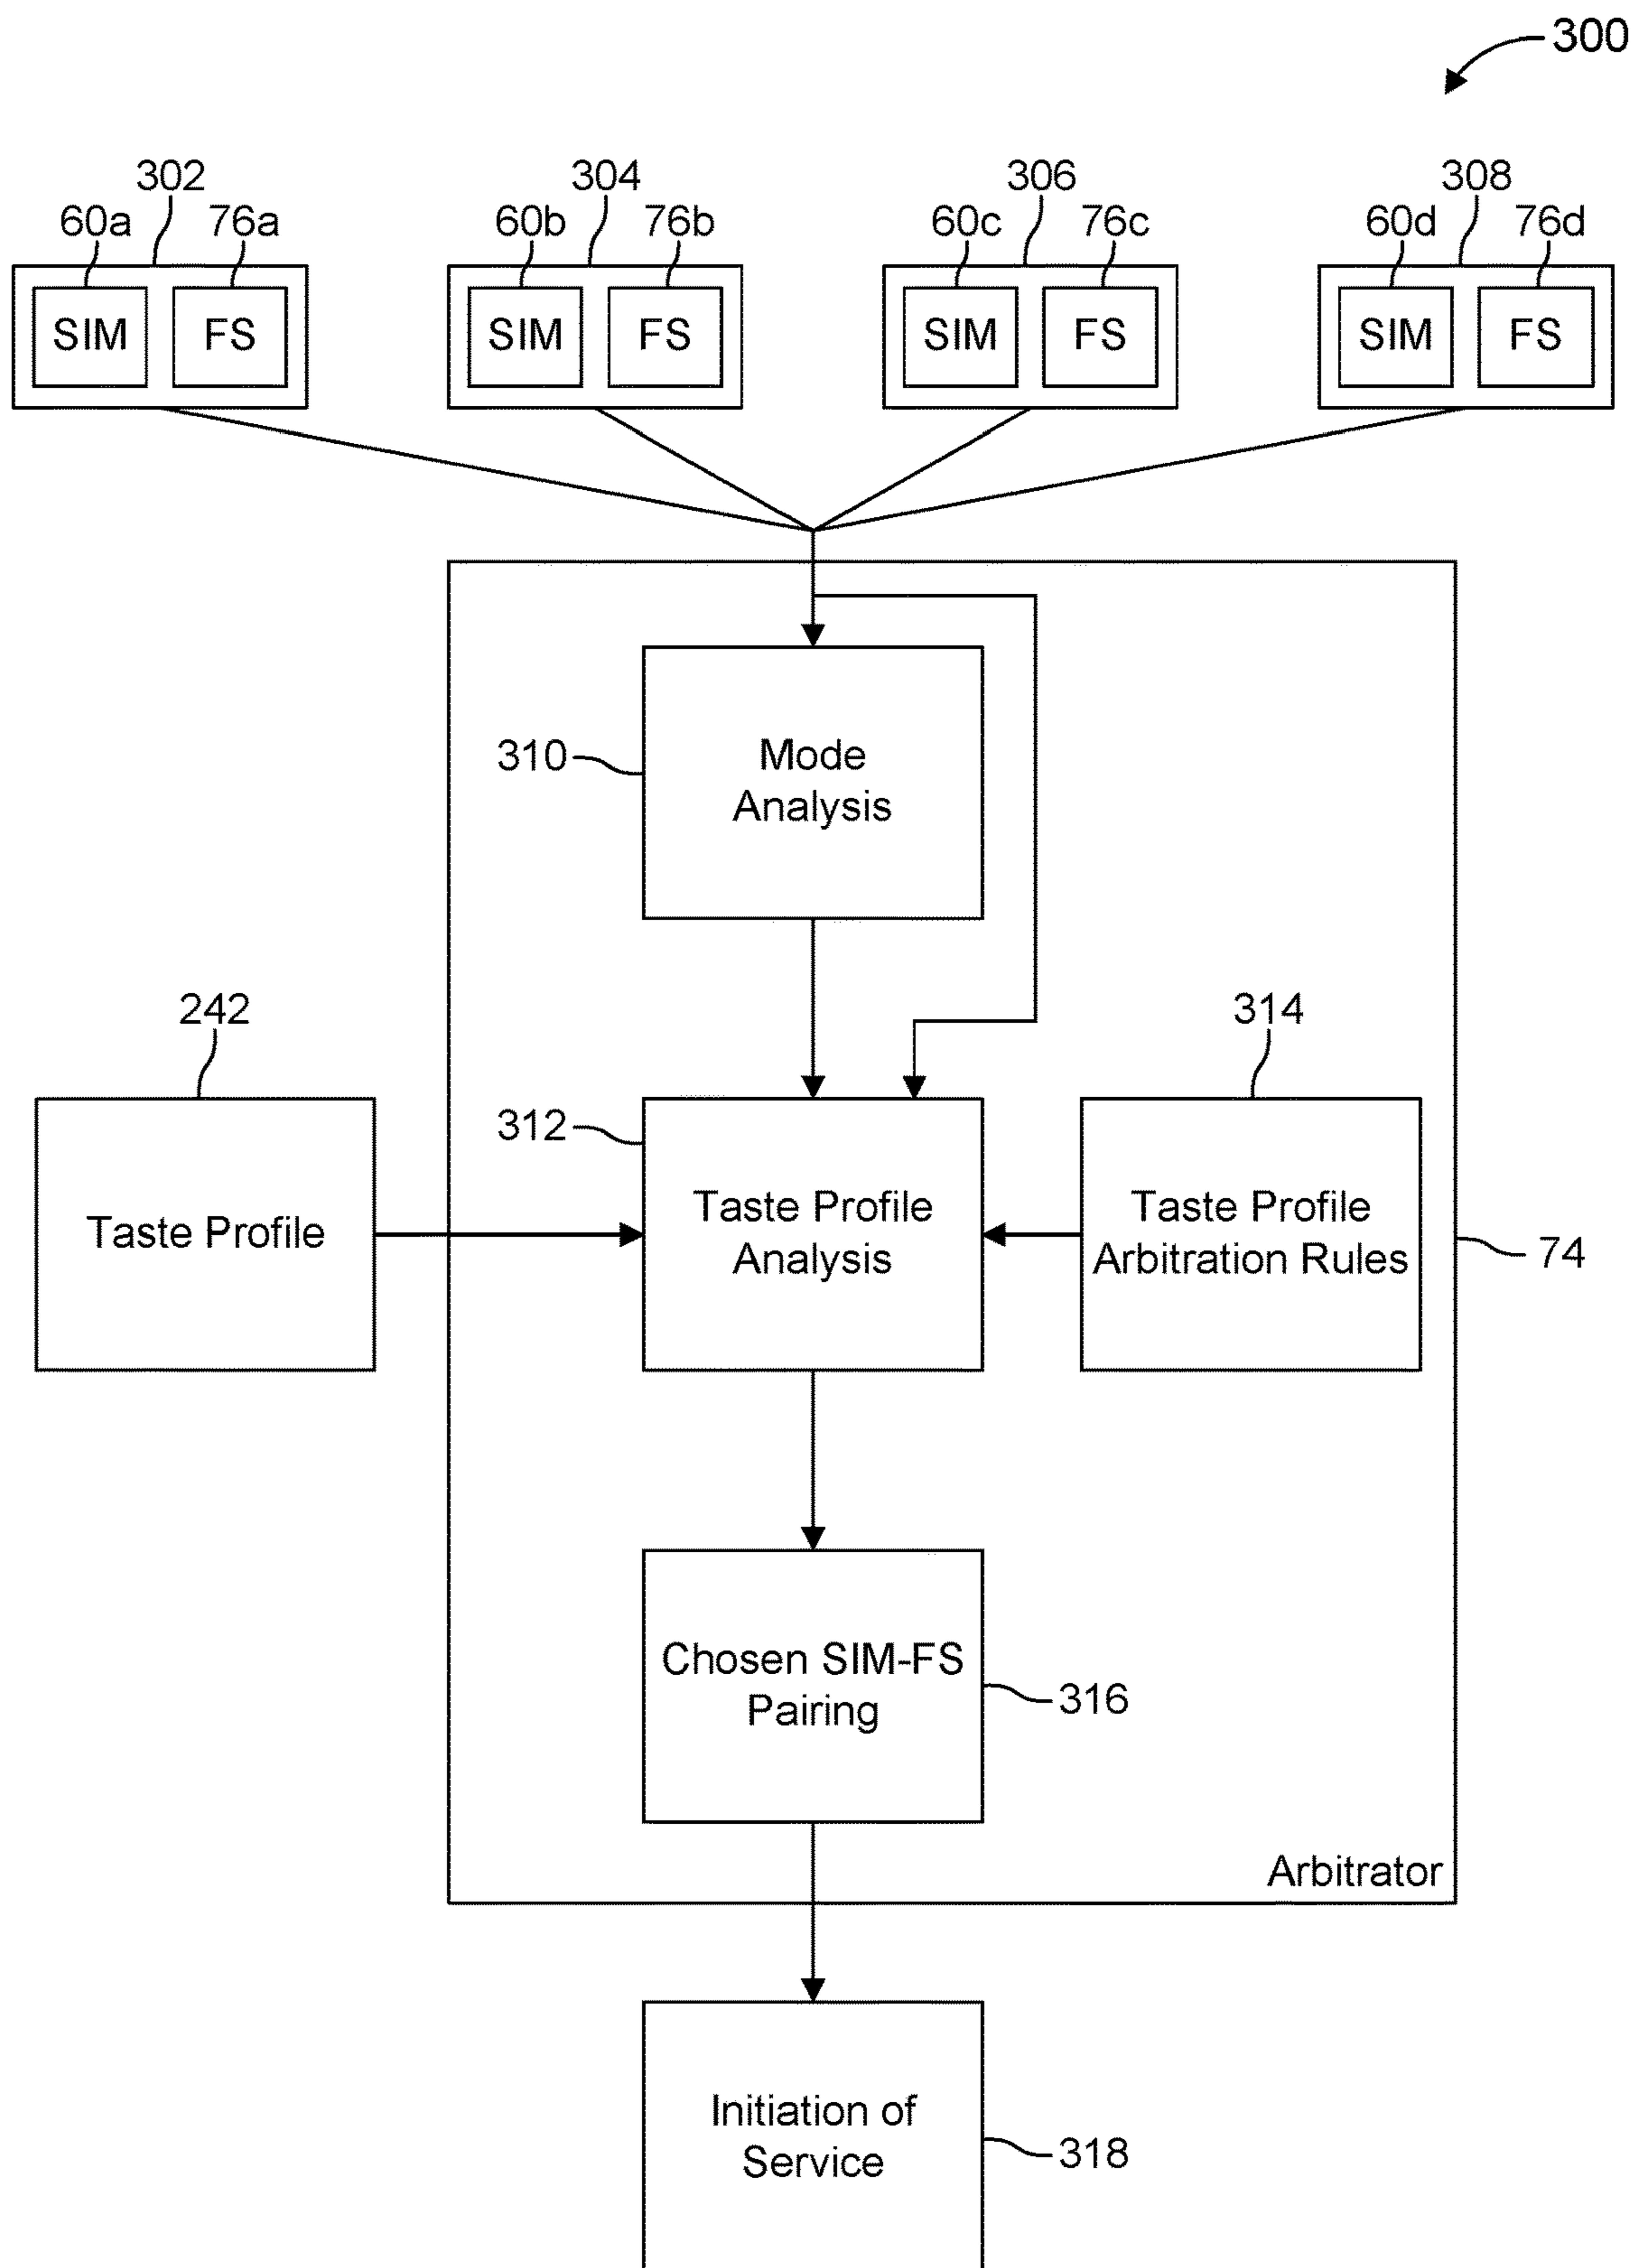 300
302 304 306 308
60a 76a 60b 76b 60c 76c 60d 76d
SIM FS SIM FS SIM FS SIM FS
310
Mode
Analysis
242
314
312
Taste Profile
Taste Profile
Analysis
Taste Profile
Arbitration Rules
74
Chosen SIM-FS
Pairing
316
Arbitrator
Initiation of
Service
318